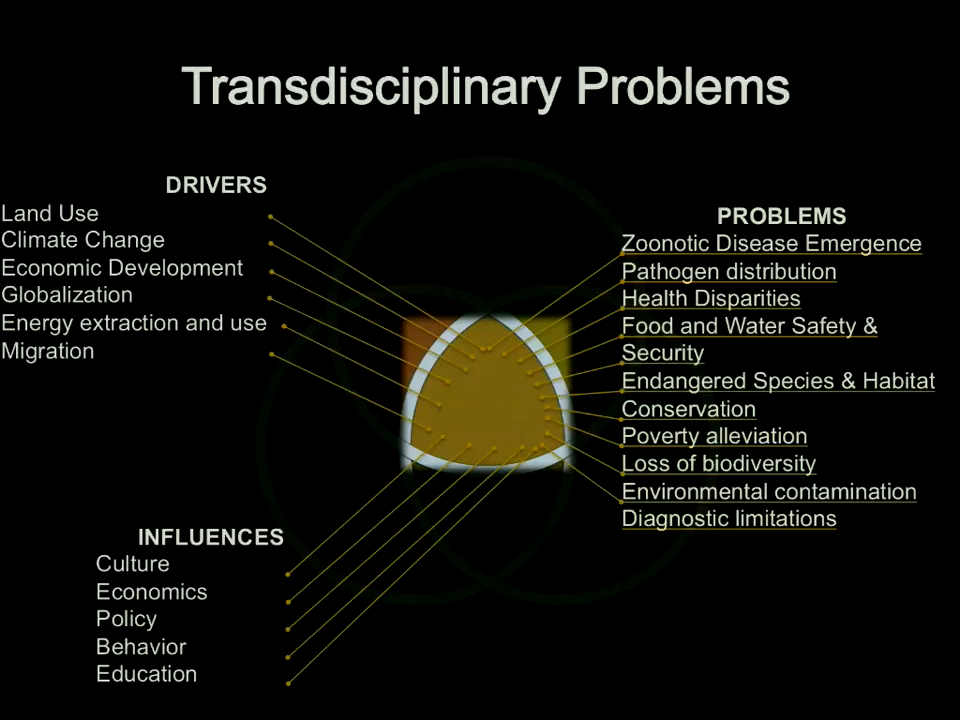 Transdisciplinary Problems
DRIVERS
Land Use
Climate Change
Economic Development
Globalization
Energy extraction and use
Migration
PROBLEMS
Zoonotic Disease Emergence
Pathogen distribution
Health Disparities
Food and Water Safety &
Security
Endangered Species & Habitat
Conservation
Poverty alleviation
Loss of biodiversity
Environmental contamination
Diagnostic limitations
INFLUENCES
Culture
Economics
Policy
Behavior
Education